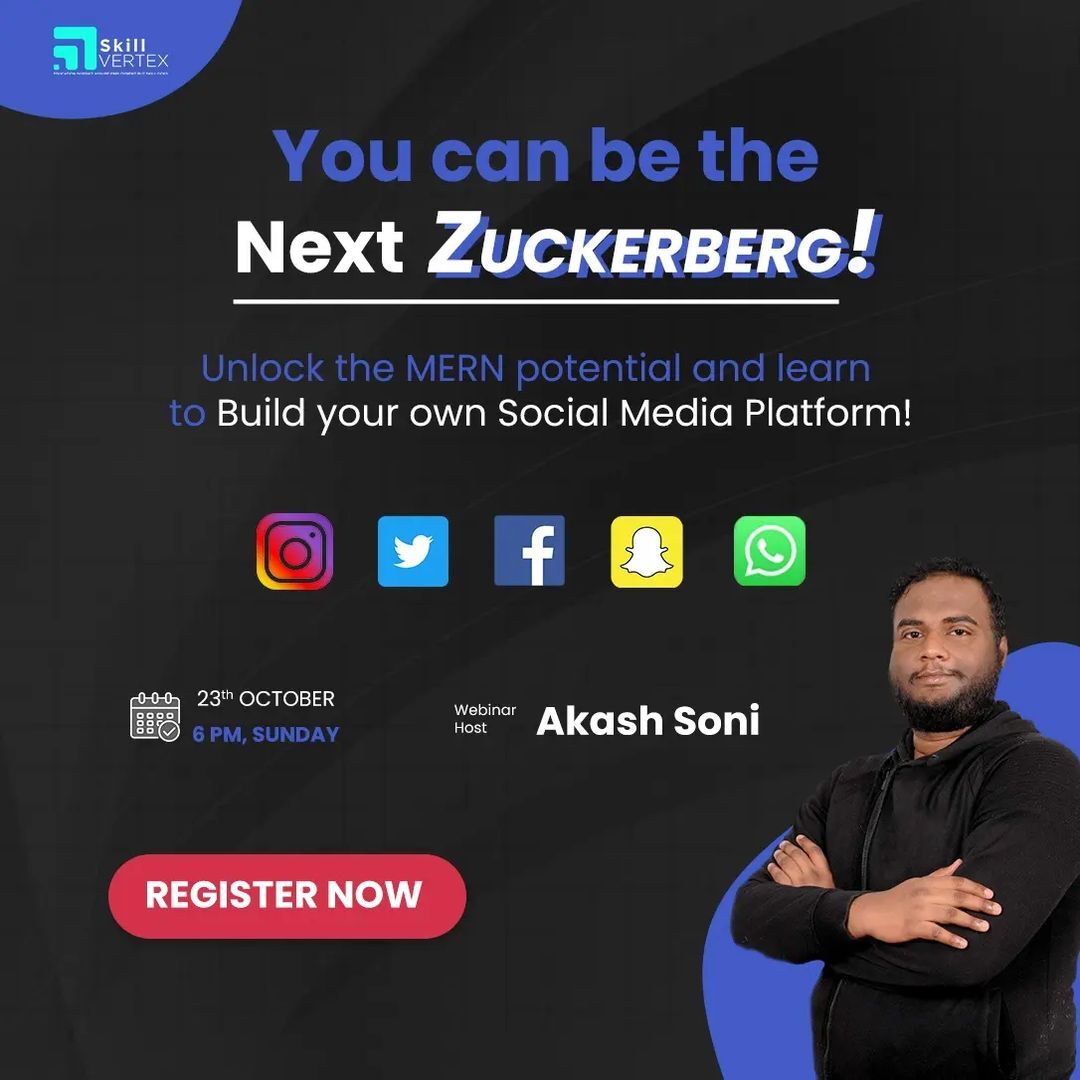 Skill
VERTEX
You can be the
Next ZUCKERBERG!
Unlock the MERN potential and learn
to Build your own Social Media Platform!
23th OCTOBER
6 PM, SUNDAY
Webinar
Host
Akash Soni
REGISTER NOW